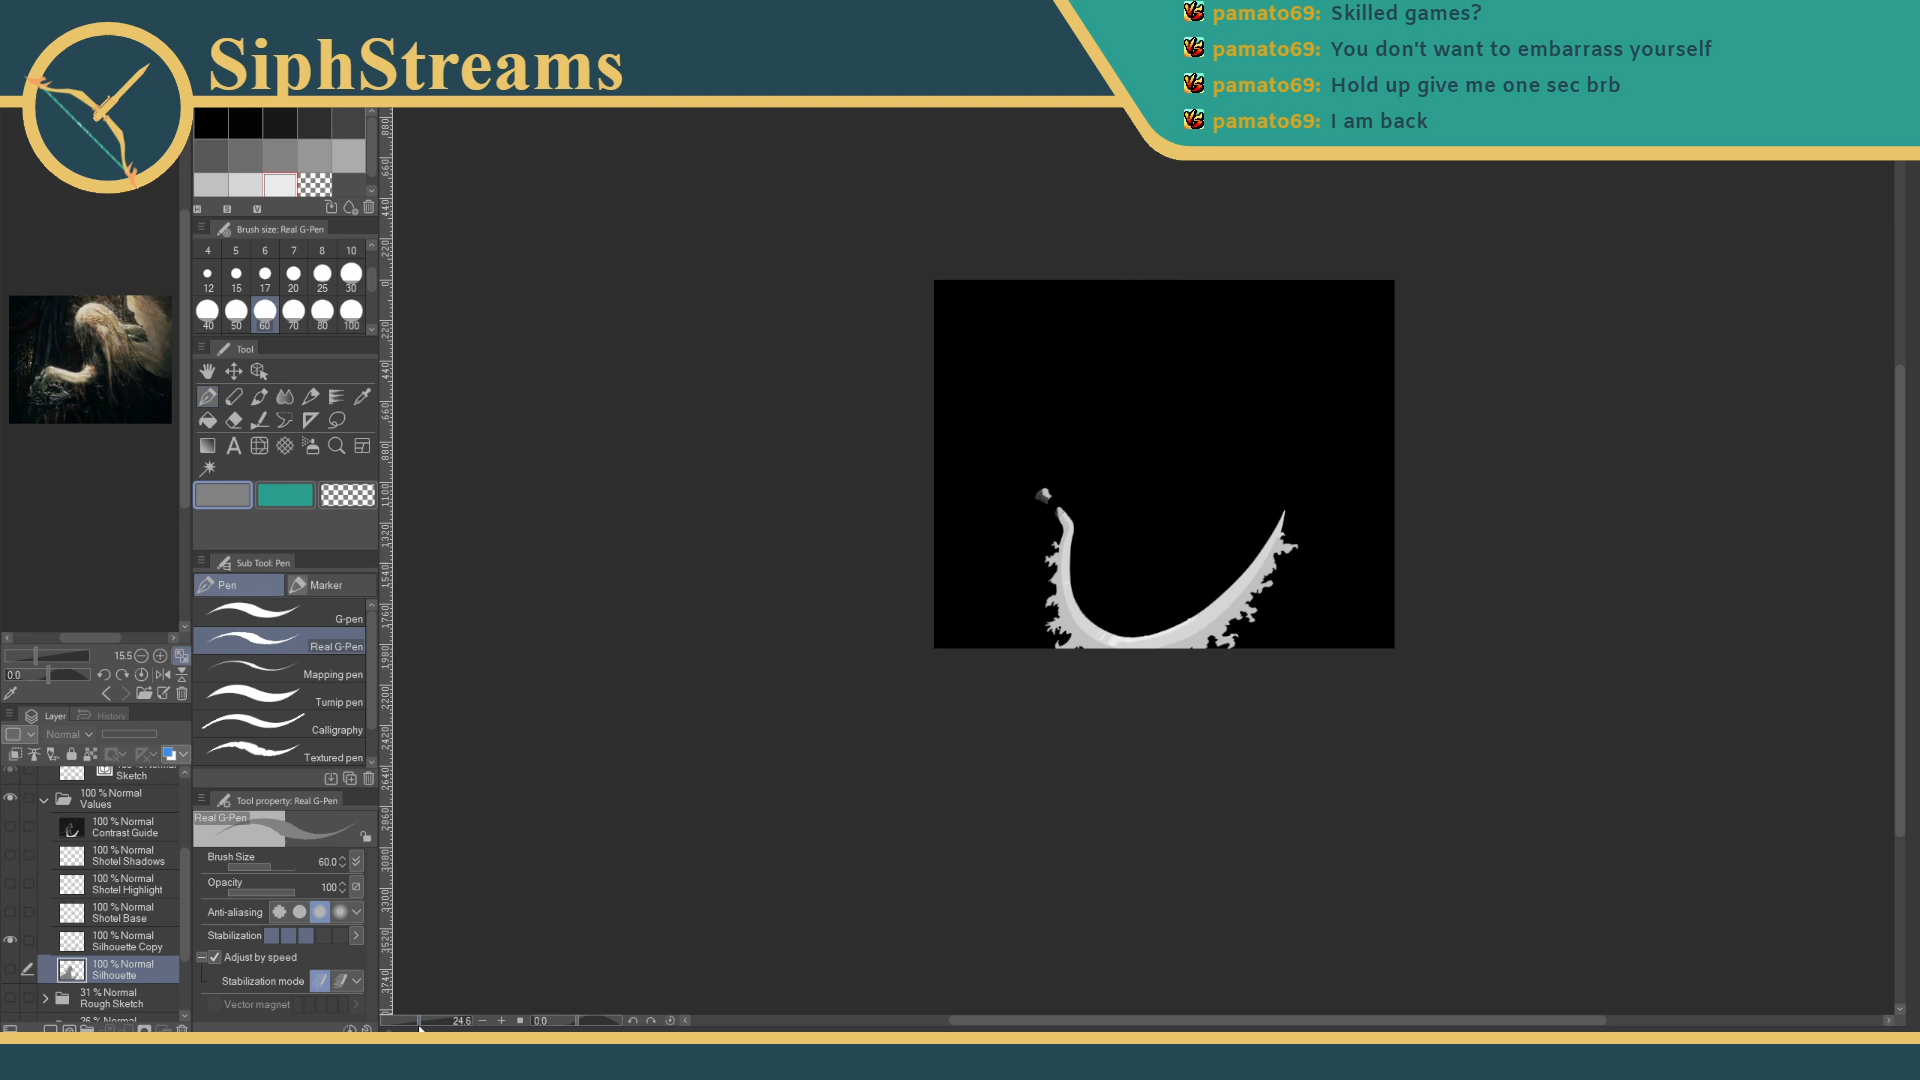 SiphStreams
pamato69: Skilled games?
pamato69: You don't want to embarrass yourself
pamato69: Hold up give me one sec brb
pamato69: I am back
H S V
Brush size: Real G-Pen
4 5 6 7 8 10
12 15 17 20 25 30
40 50 60 70 80 100
Tool
Sub Tool: Pen
Pen Marker
G-pen
Real G-Pen
Mapping pen
Turnip pen
Calligraphy
Textured pen
Tool property: Real G-Pen
Real G-Pen
Brush Size 60.0
Opacity 100
Anti-aliasing
Stabilization
Adjust by speed
Stabilization mode
Vector magnet
15.5
0.0
Layer History
Normal
Sketch
100 % Normal
Values
100 % Normal
Contrast Guide
100 % Normal
Shotel Shadows
100 % Normal
Shotel Highlight
100 % Normal
Shotel Base
100 % Normal
Silhouette Copy
100 % Normal
Silhouette
31 % Normal
Rough Sketch
24.6 0.0